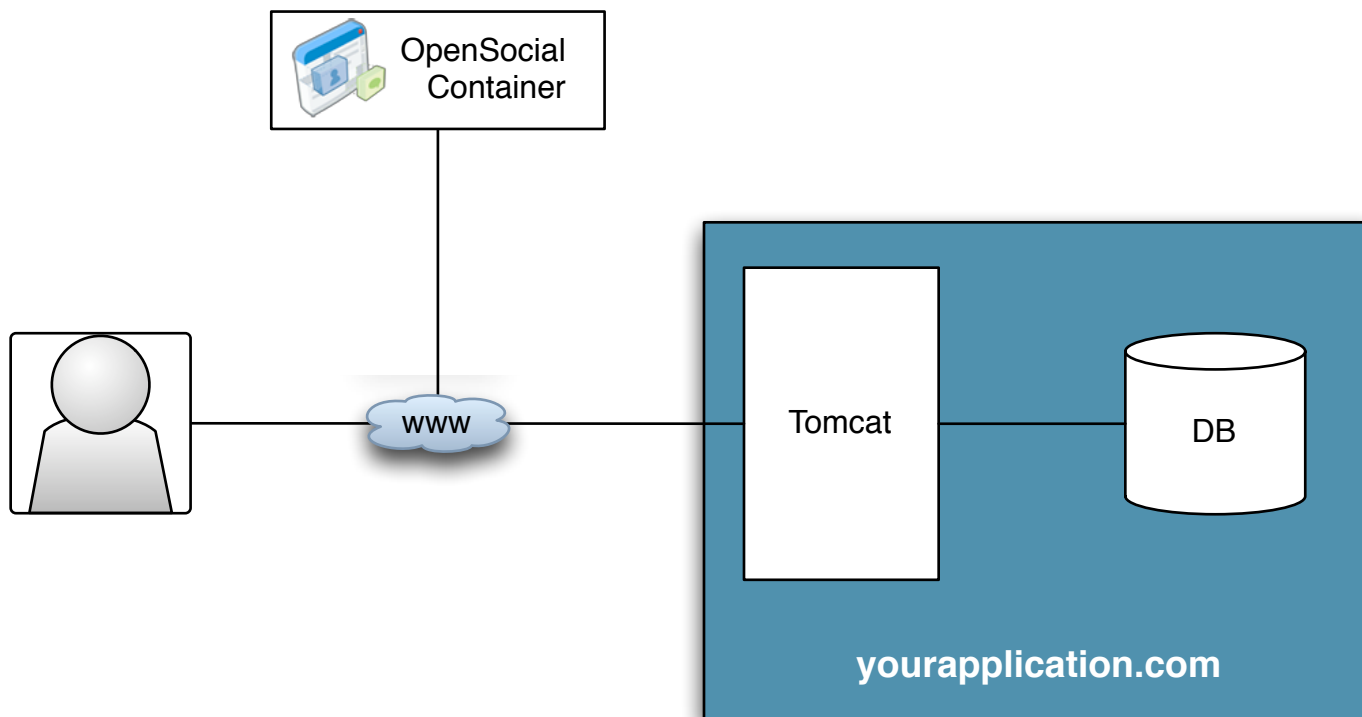 OpenSocial
Container
www
Tomcat
DB
yourapplication.com